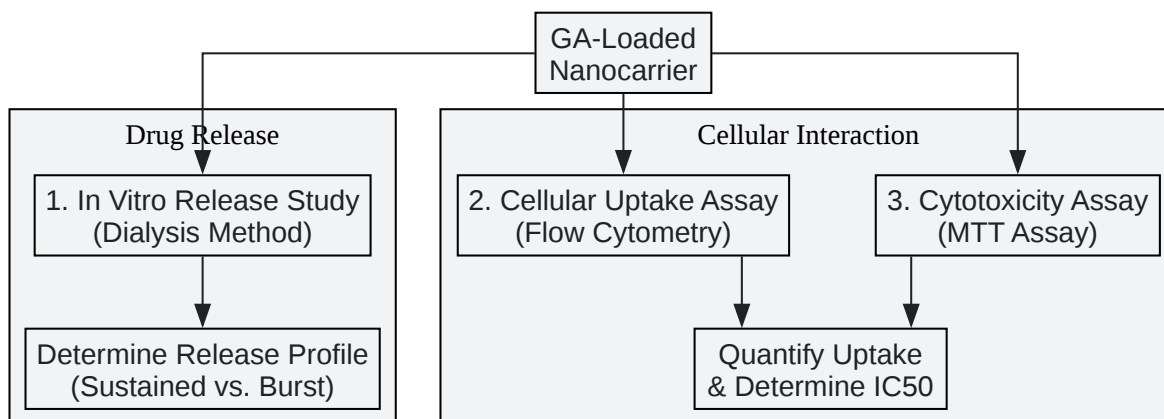 GA-Loaded
Nanocarrier
Drug Release
1. In Vitro Release Study
(Dialysis Method)
Determine Release Profile
(Sustained vs. Burst)
Cellular Interaction
2. Cellular Uptake Assay
(Flow Cytometry)
3. Cytotoxicity Assay
(MTT Assay)
Quantify Uptake
& Determine IC50